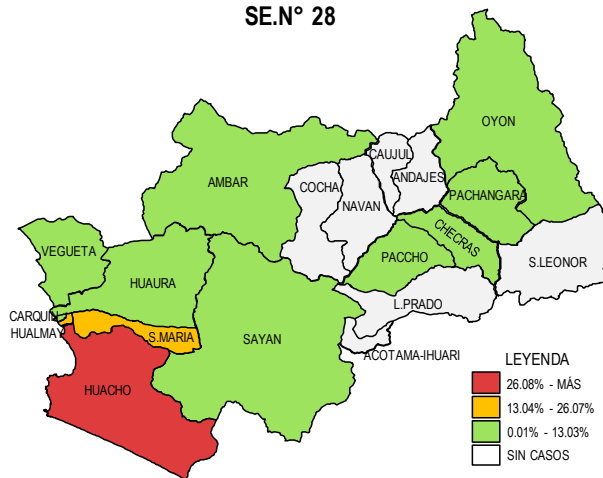 SE.N° 28
OYON
CAUJUL
AMBAR
COCHA
ANDAJES
PACHANGARA
NAVAN
CHECRAS
VEGUETA
PACCHO
S.LEONOR
HUAURA
L.PRADO
CARQUIN
HUALMAY
S.MARIA
SAYAN
ACOTAMA-IHUARI
HUACHO
LEYENDA
26.08% - MÁS
13.04% - 26.07%
0.01% - 13.03%
SIN CASOS